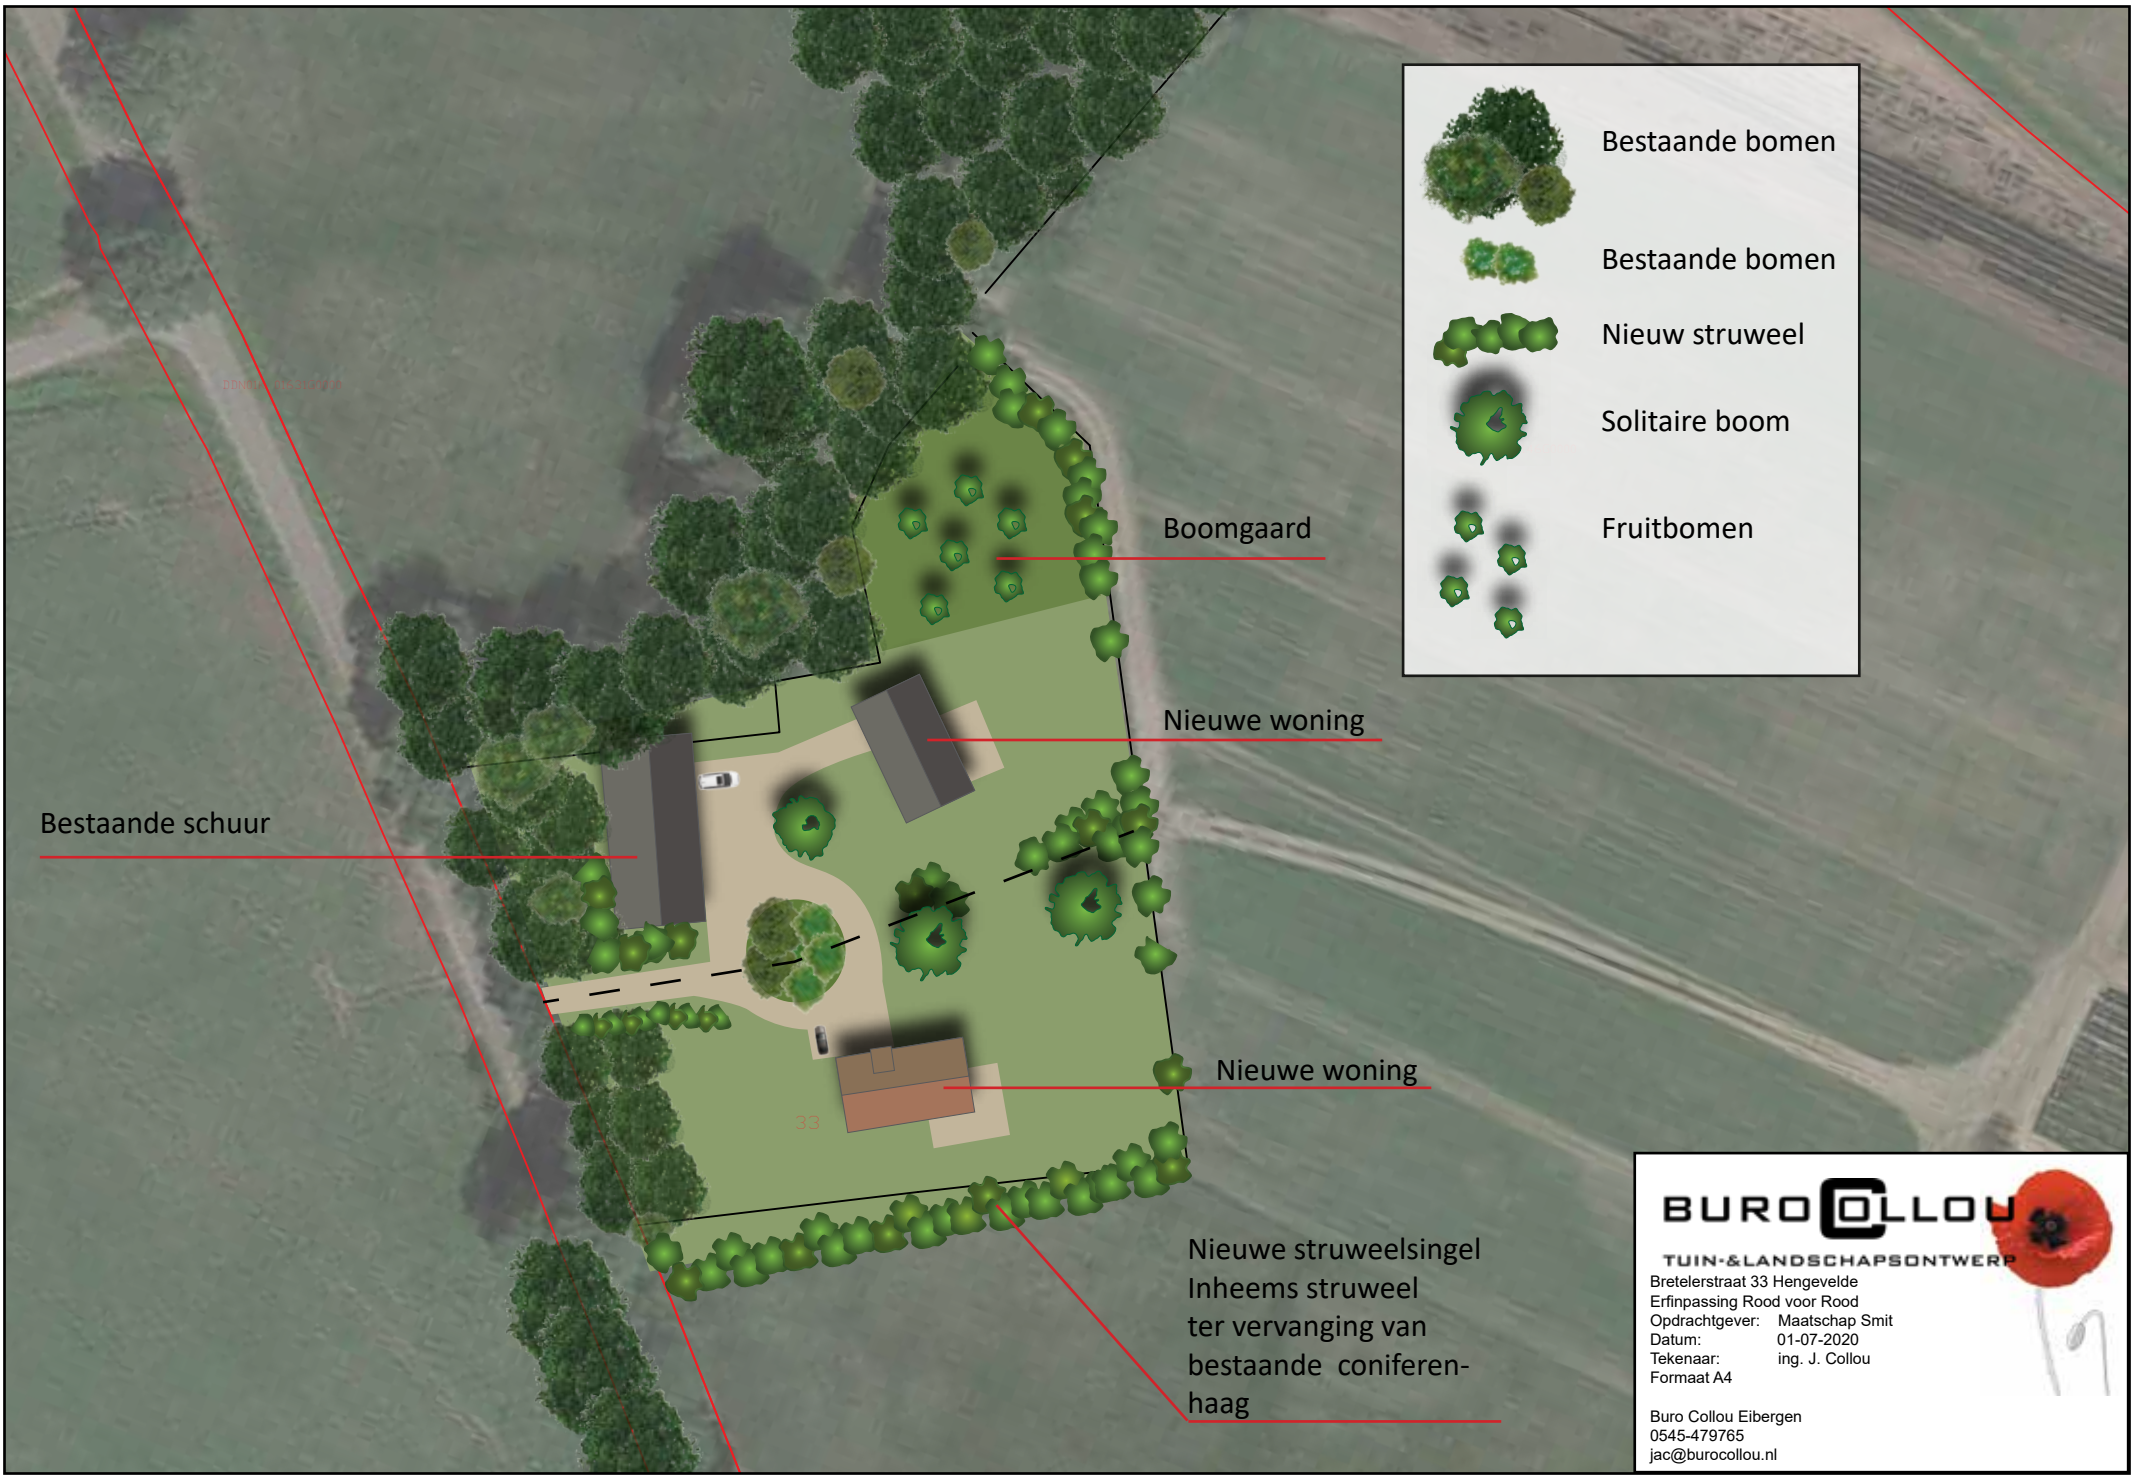 Bestaande bomen
Bestaande bomen
Nieuw struweel
Solitaire boom
Fruitbomen
Boomgaard
Nieuwe woning
Bestaande schuur
Nieuwe woning
33
Nieuwe struweelsingel
Inheems struweel
ter vervanging van
bestaande coniferen-
haag
BURO COLLOU
TUIN-&LANDSCHAPSONTWERP
Bretelerstraat 33 Hengevelde
Erfinpassing Rood voor Rood
Opdrachtgever: Maatschap Smit
Datum: 01-07-2020
Tekenaar: ing. J. Collou
Formaat A4
Buro Collou Eibergen
0545-479765
jac@burocollou.nl